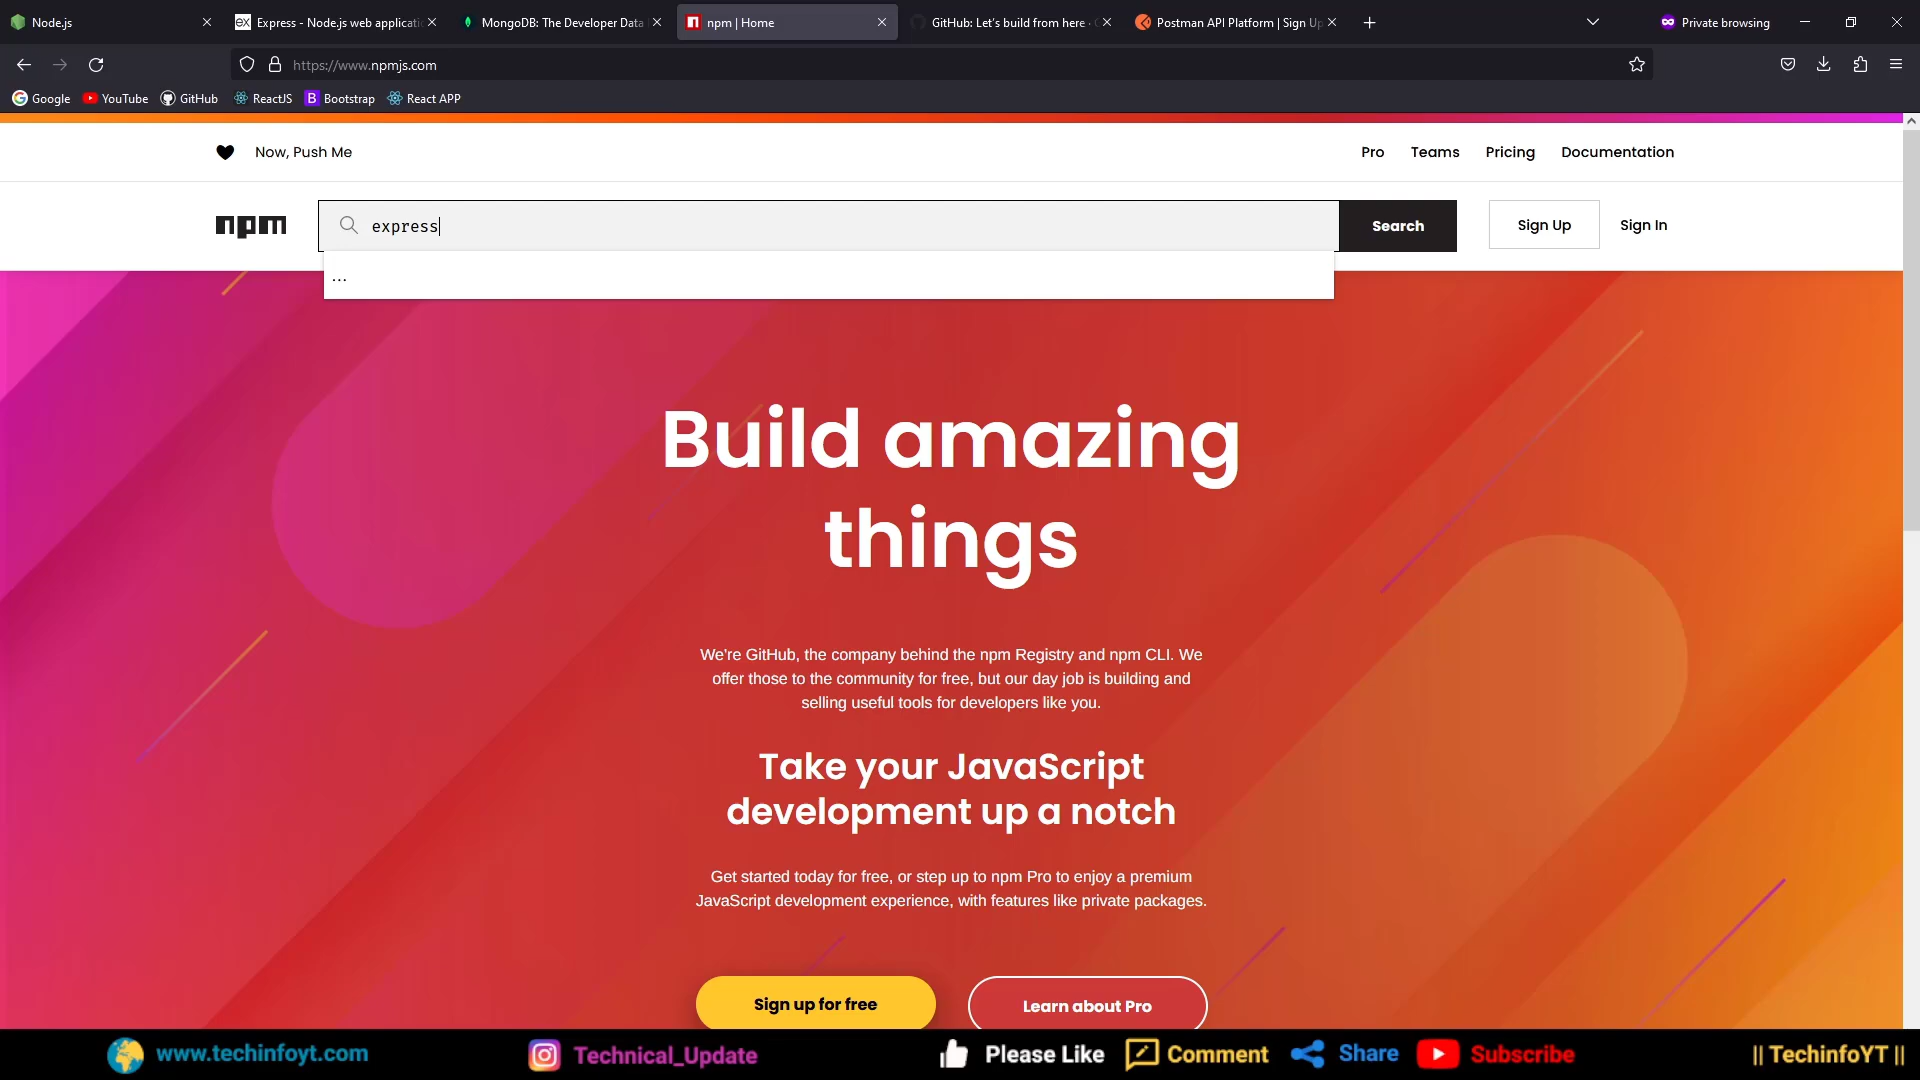 Node.js
Express - Node.js web applicati
MongoDB: The Developer Data
npm | Home
GitHub: Let's build from here ·
Postman API Platform | Sign Up
Private browsing
https://www.npmjs.com
Google
YouTube
GitHub
ReactJS
Bootstrap
React APP
Now, Push Me
Pro
Teams
Pricing
Documentation
npm
express
Search
Sign Up
Sign In
...
Build amazing
things
We're GitHub, the company behind the npm Registry and npm CLI. We
offer those to the community for free, but our day job is building and
selling useful tools for developers like you.
Take your JavaScript
development up a notch
Get started today for free, or step up to npm Pro to enjoy a premium
JavaScript development experience, with features like private packages.
Sign up for free
Learn about Pro
www.techinfoyt.com
Technical_Update
Please Like
Comment
Share
Subscribe
|| TechinfoYT ||